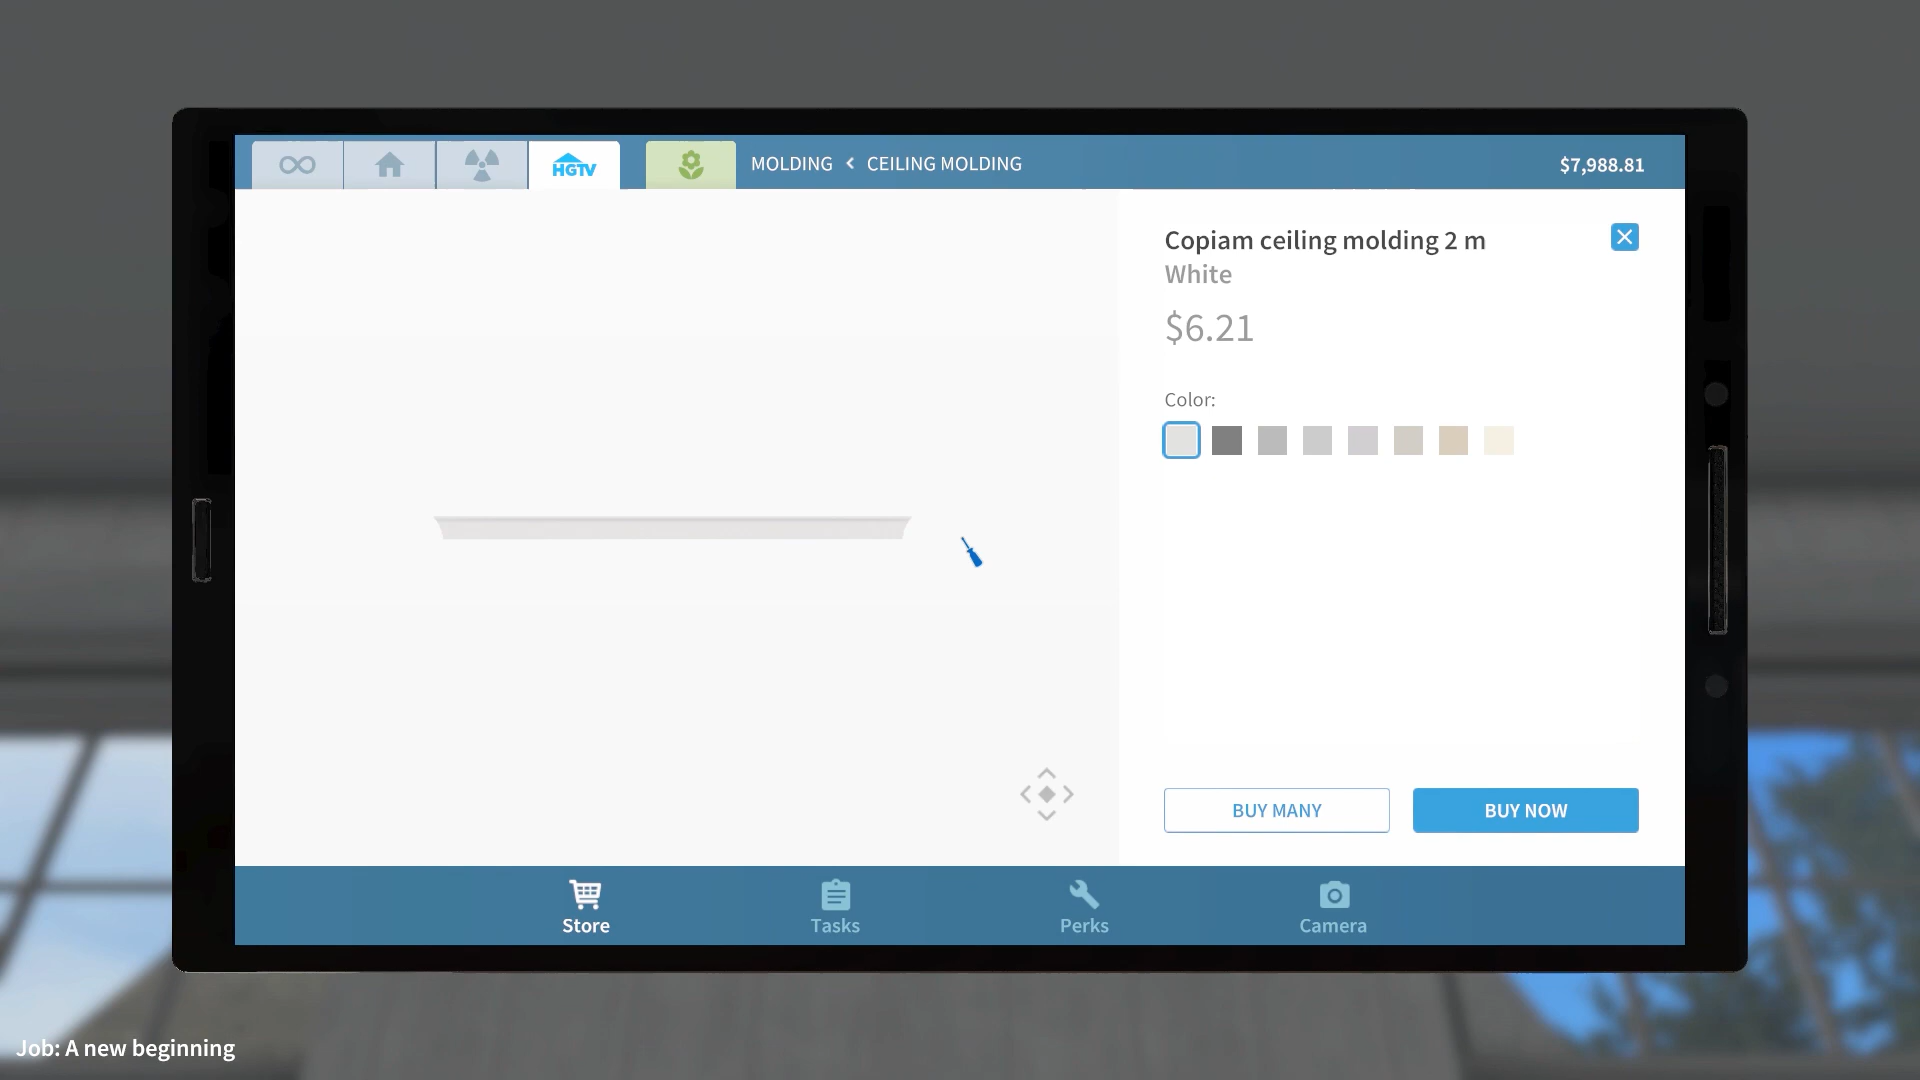 HGTV
MOLDING < CEILING MOLDING
$7,988.81
Copiam ceiling molding 2 m
White
$6.21
Color:
BUY MANY
BUY NOW
Store
Tasks
Perks
Camera
Job: A new beginning